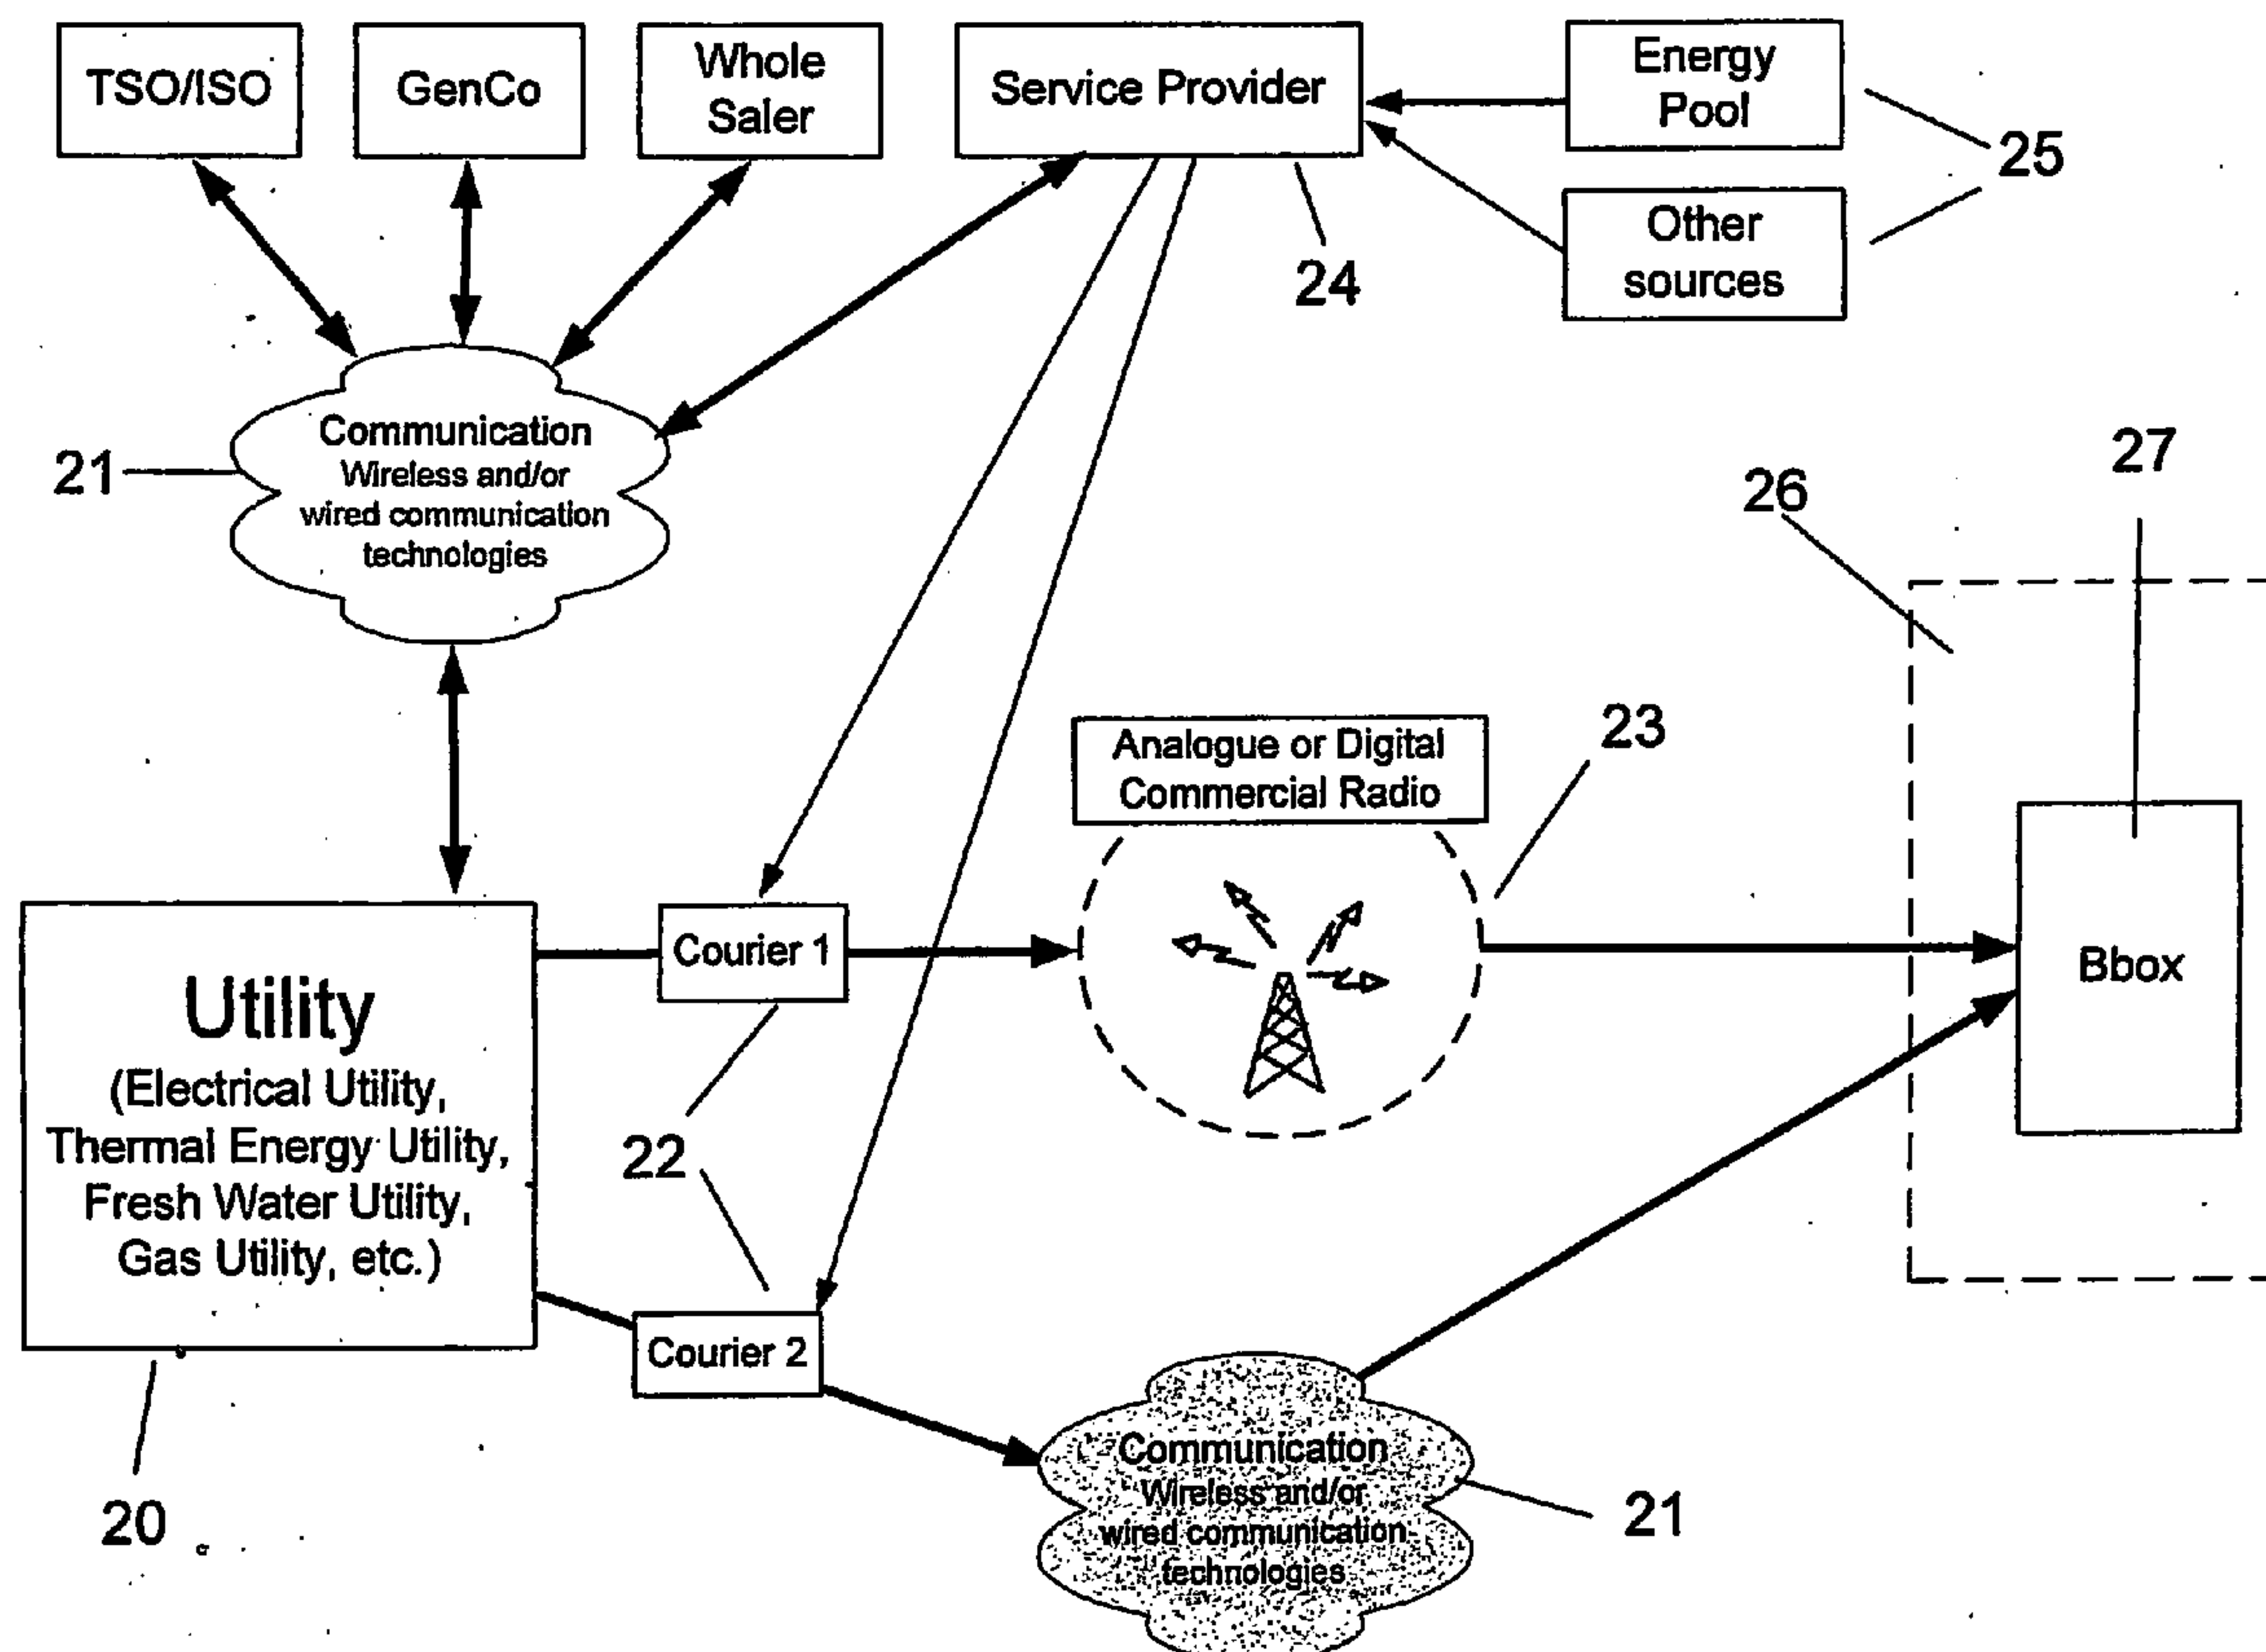 TSO/ISO
GenCo
Whole
Saler
Service Provider
Energy
Pool
25
Other
sources
24
Communication
Wireless and/or
wired communication
technologies
21
26
27
Analogue or Digital
Commercial Radio
23
Utility
(Electrical Utility,
Thermal Energy Utility,
Fresh Water Utility,
Gas Utility, etc.)
Courier 1
Bbox
22
Courier 2
20
Communication
Wireless and/or
wired communication
technologies
21